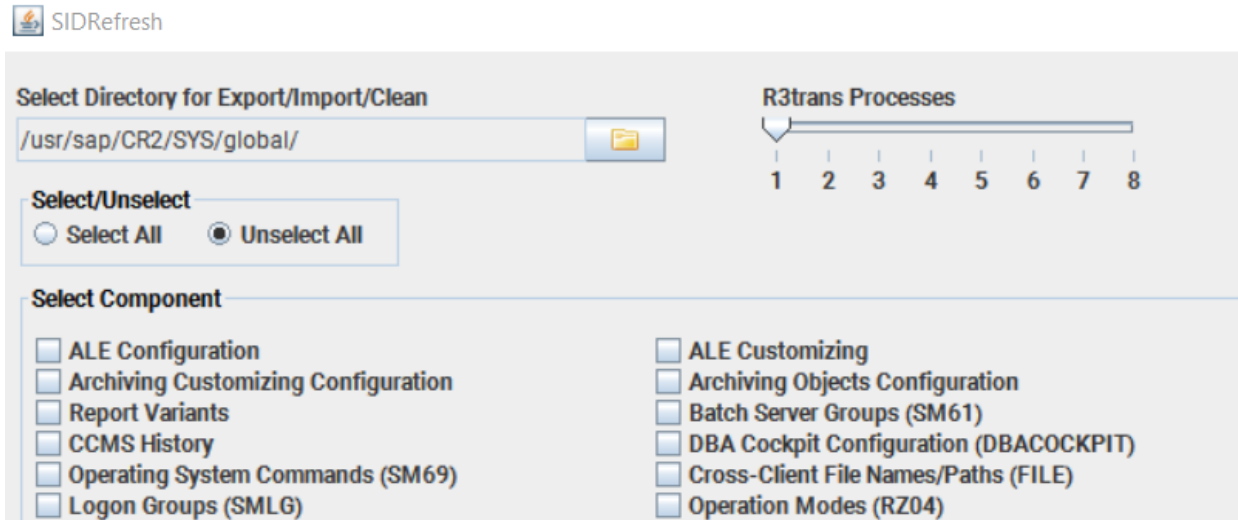 SIDRefresh
Select Directory for Export/Import/Clean
R3trans Processes
/usr/sap/CR2/SYS/global/
1 2 3 4 5 6 7 8
Select/Unselect
Select All
Unselect All
Select Component
ALE Configuration
ALE Customizing
Archiving Customizing Configuration
Archiving Objects Configuration
Report Variants
Batch Server Groups (SM61)
CCMS History
DBA Cockpit Configuration (DBACOCKPIT)
Operating System Commands (SM69)
Cross-Client File Names/Paths (FILE)
Logon Groups (SMLG)
Operation Modes (RZ04)